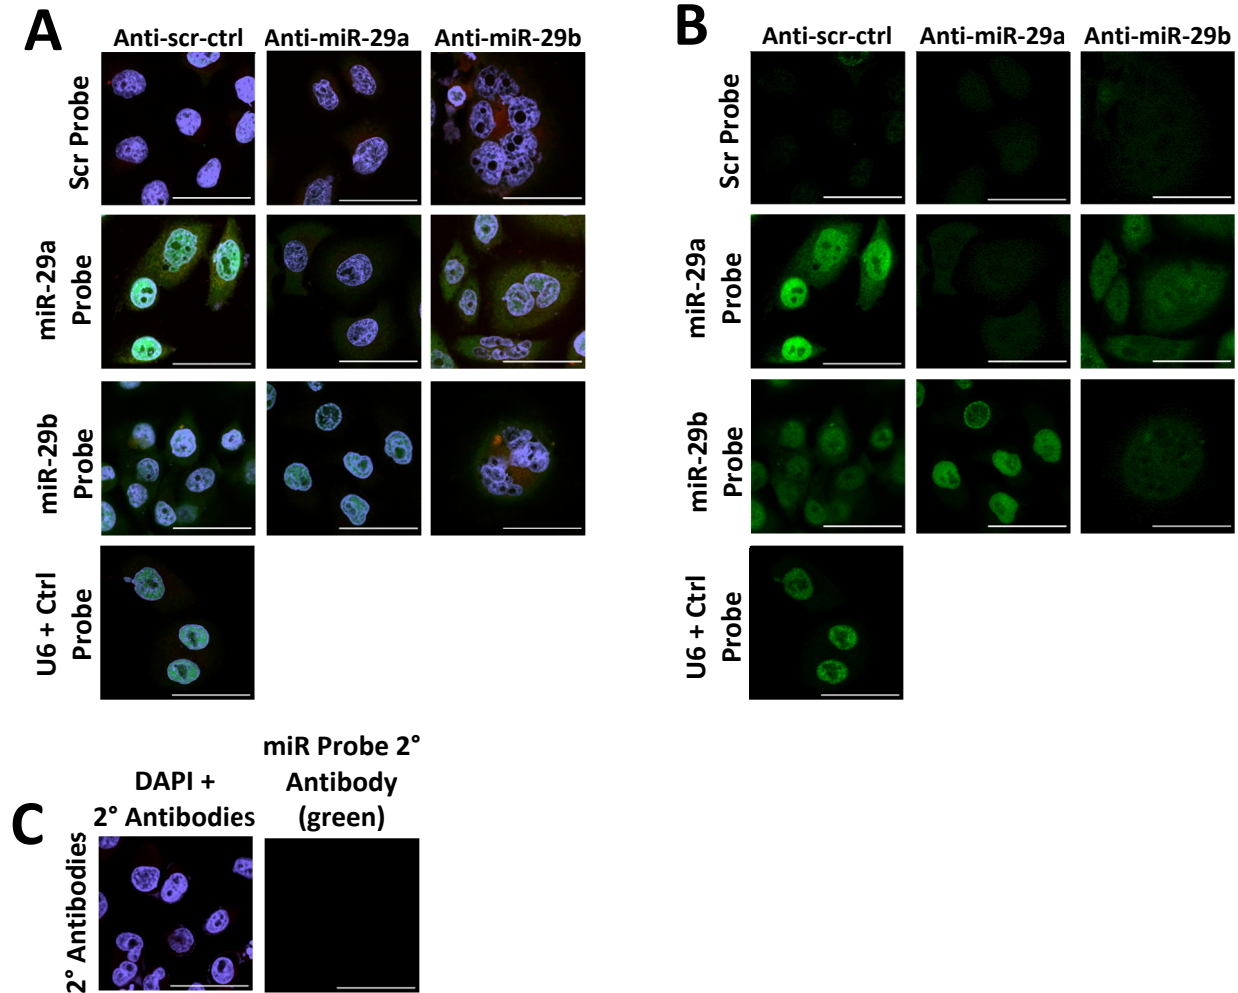 A
Anti-scr-ctrl Anti-miR-29a Anti-miR-29b
Scr Probe
miR-29a
Probe
miR-29b
Probe
U6 + Ctrl
Probe
B
Anti-scr-ctrl Anti-miR-29a Anti-miR-29b
Scr Probe
miR-29a
Probe
miR-29b
Probe
U6 + Ctrl
Probe
C
DAPI +
2° Antibodies
miR Probe 2°
Antibody
(green)
2° Antibodies